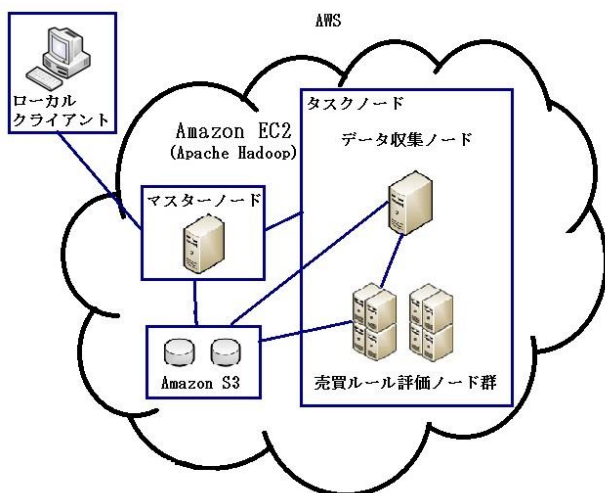 AWS
ローカル
クライアント
Amazon EC2
(Apache Hadoop)
タスクノード
データ収集ノード
マスターノード
Amazon S3
売買ルール評価ノード群